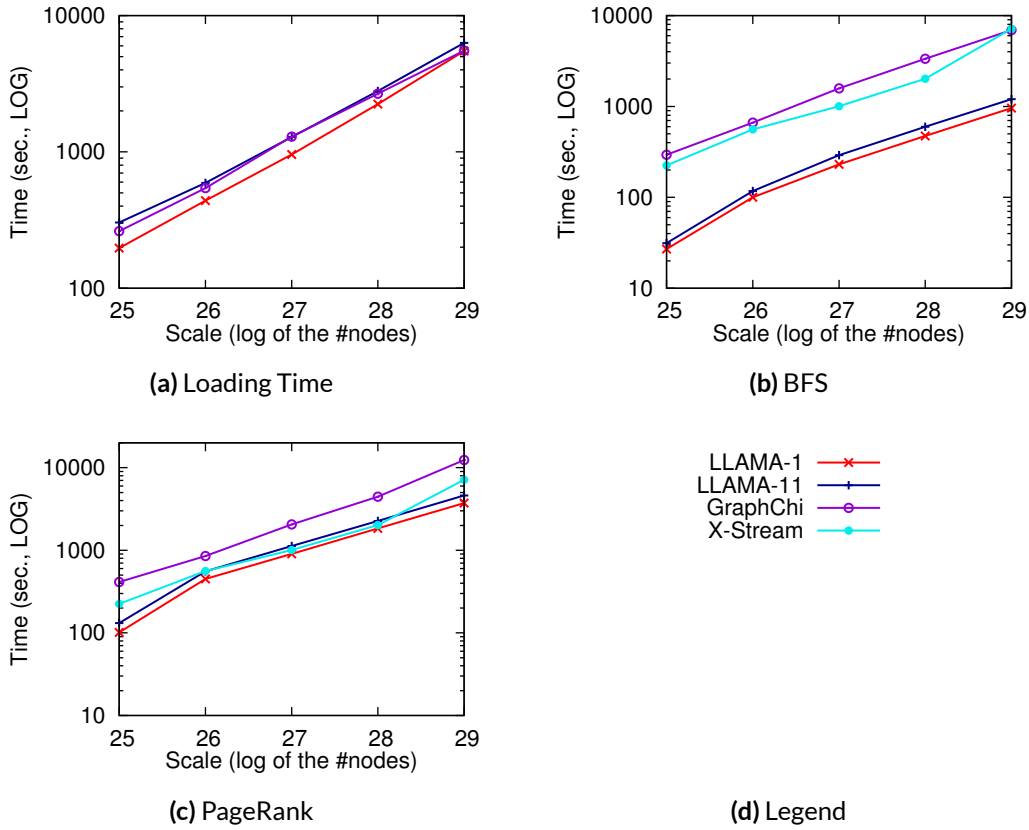 10000
1000
100
Time (sec., LOG)
25 26 27 28 29
Scale (log of the #nodes)
(a) Loading Time
10000
1000
100
10
Time (sec., LOG)
25 26 27 28 29
Scale (log of the #nodes)
(b) BFS
10000
1000
100
10
Time (sec., LOG)
25 26 27 28 29
Scale (log of the #nodes)
(c) PageRank
LLAMA-1
LLAMA-11
GraphChi
X-Stream
(d) Legend